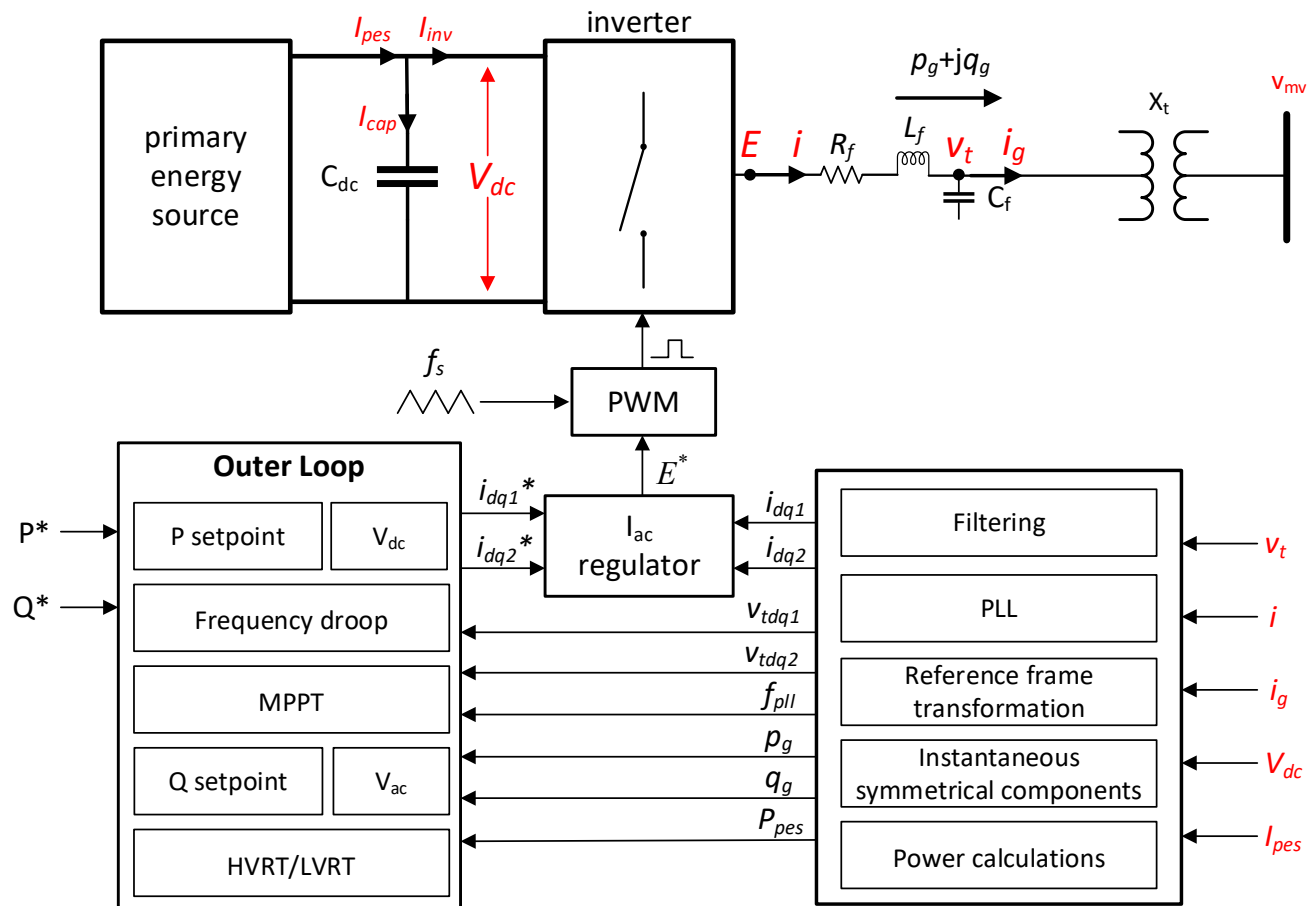 inverter
I_pes
I_inv
p_g+jq_g
v_mv
X_t
primary
energy
source
I_cap
C_dc
V_dc
E
i
R_f
L_f
v_t
i_g
C_f
f_s
PWM
E*
Outer Loop
P setpoint
V_dc
Frequency droop
MPPT
Q setpoint
V_ac
HVRT/LVRT
P*
Q*
i_dq1*
i_dq2*
I_ac
regulator
i_dq1
i_dq2
v_tdq1
v_tdq2
f_pll
p_g
q_g
P_pes
Filtering
PLL
Reference frame
transformation
Instantaneous
symmetrical components
Power calculations
v_t
i
i_g
V_dc
I_pes